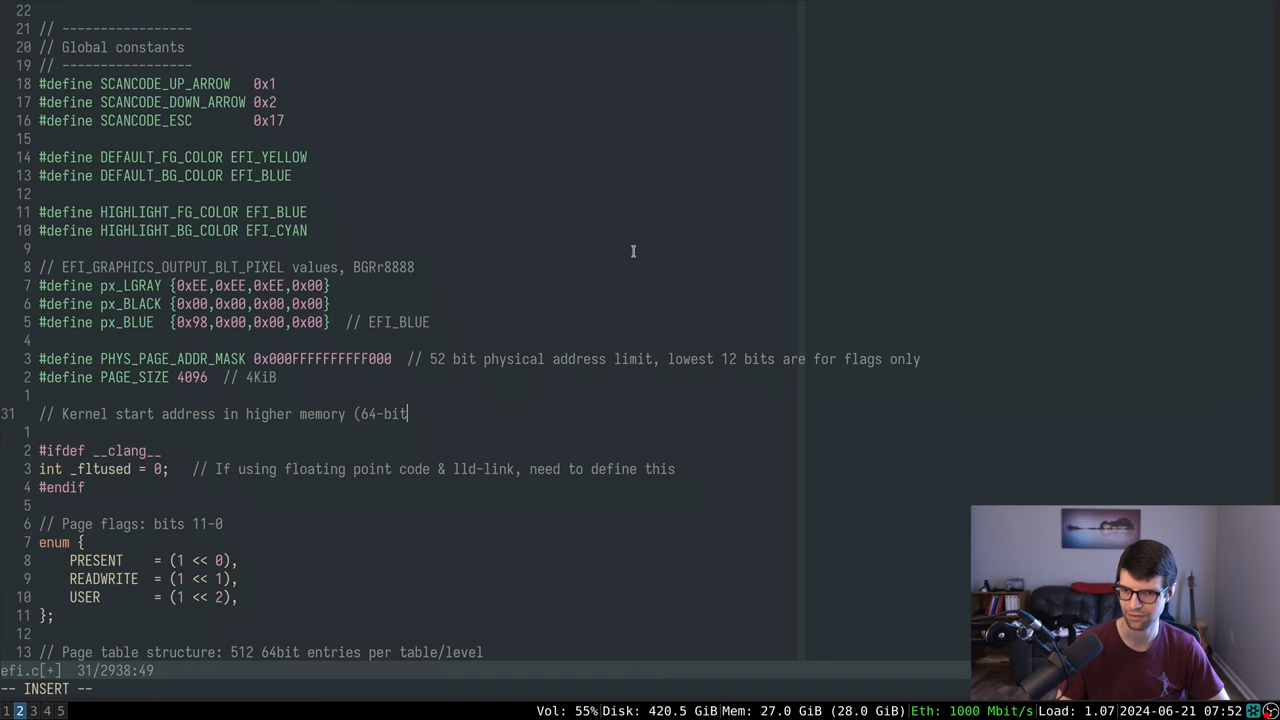 22
21 // -----------------
20 // Global constants
19 // -----------------
18 #define SCANCODE_UP_ARROW   0x1
17 #define SCANCODE_DOWN_ARROW 0x2
16 #define SCANCODE_ESC        0x17
15
14 #define DEFAULT_FG_COLOR EFI_YELLOW
13 #define DEFAULT_BG_COLOR EFI_BLUE
12
11 #define HIGHLIGHT_FG_COLOR EFI_BLUE
10 #define HIGHLIGHT_BG_COLOR EFI_CYAN
9
8 // EFI_GRAPHICS_OUTPUT_BLT_PIXEL values, BGRr8888
7 #define px_LGRAY {0xEE,0xEE,0xEE,0x00}
6 #define px_BLACK {0x00,0x00,0x00,0x00}
5 #define px_BLUE  {0x98,0x00,0x00,0x00}  // EFI_BLUE
4
3 #define PHYS_PAGE_ADDR_MASK 0x000FFFFFFFFFF000  // 52 bit physical address limit, lowest 12 bits are for flags only
2 #define PAGE_SIZE 4096  // 4KiB
1
31 // Kernel start address in higher memory (64-bit
1
2 #ifdef __clang__
3 int _fltused = 0;   // If using floating point code & lld-link, need to define this
4 #endif
5
6 // Page flags: bits 11-0
7 enum {
8     PRESENT    = (1 << 0),
9     READWRITE  = (1 << 1),
10     USER       = (1 << 2),
11 };
12
13 // Page table structure: 512 64bit entries per table/level
efi.c[+]  31/2938:49
-- INSERT --
1 2 3 4 5 Vol: 55% Disk: 420.5 GiB Mem: 27.0 GiB (28.0 GiB) Eth: 1000 Mbit/s Load: 1.07 2024-06-21 07:52